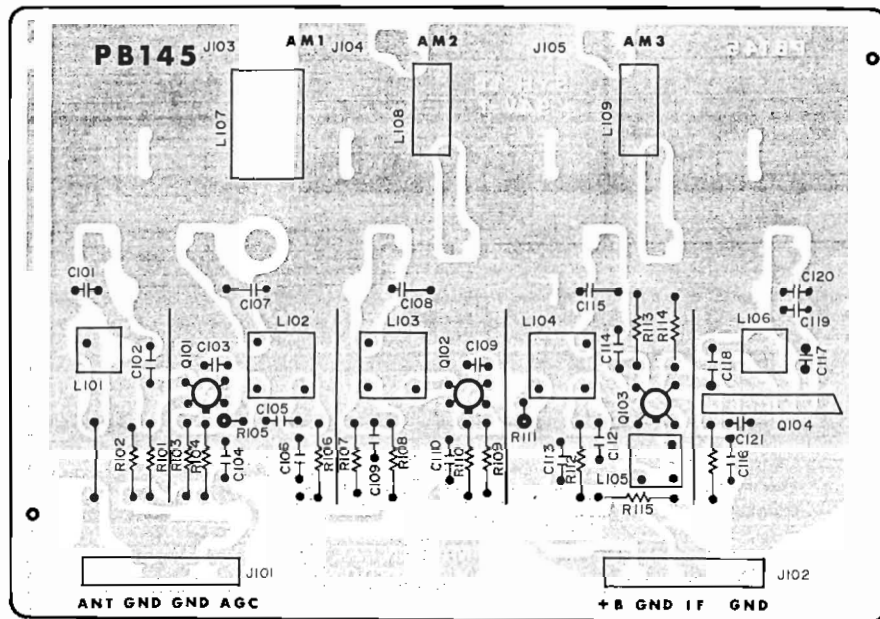 PB145 J103 AM1 J104 AM2 J105 AM3 PB145
L107 L108 L109
C101 C107 C108 C115 C120
C119
L101 C102 Q101 C103 L102 L103 Q102 C109 L104 C114 R113 R114 C118 L106 C117
Q103 Q104
R102 R101 R103 R104 C104 R105 C105 C106 R106 R107 C109 R108 C110 R110 R109 R111 C113 R112 C112 L105 C116 C121
R115
J101 J102
ANT GND GND AGC +B GND IF GND